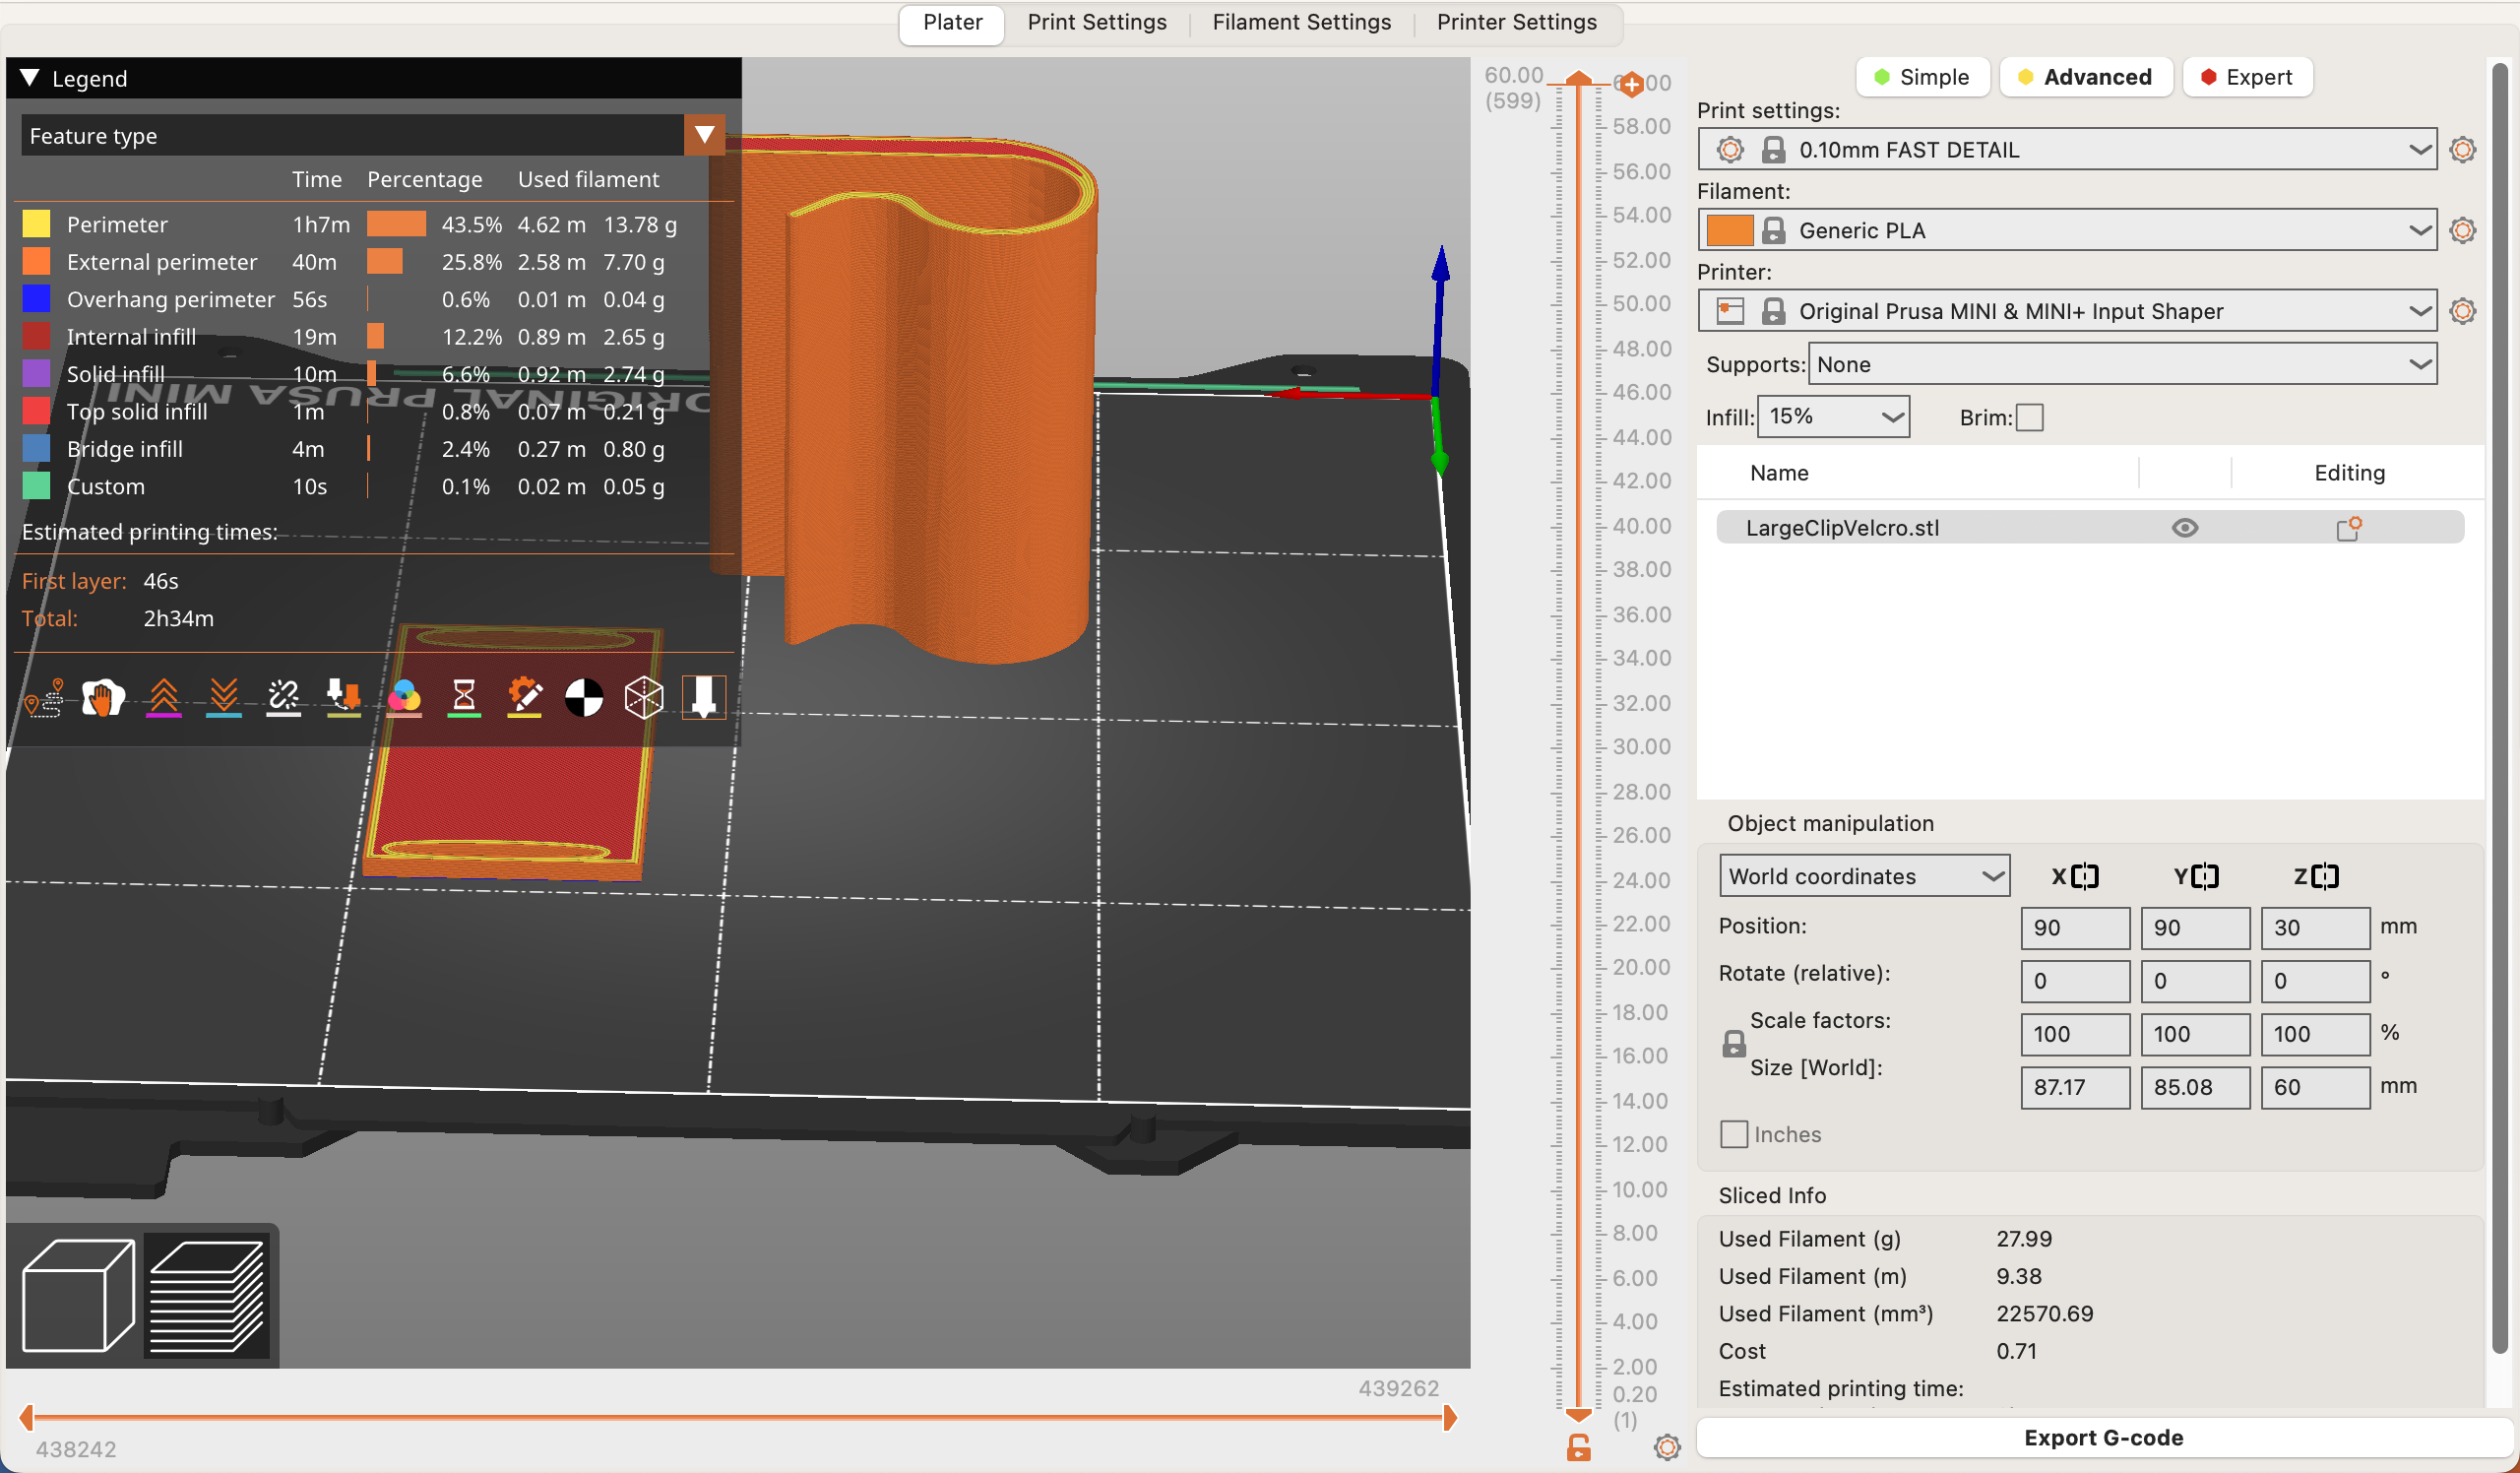 Plater Print Settings Filament Settings Printer Settings
Legend
Feature type
Time Percentage Used filament
Perimeter 1h7m 43.5% 4.62 m 13.78 g
External perimeter 40m 25.8% 2.58 m 7.70 g
Overhang perimeter 56s 0.6% 0.01 m 0.04 g
Internal infill 19m 12.2% 0.89 m 2.65 g
Solid infill 10m 6.6% 0.92 m 2.74 g
Top solid infill 1m 0.8% 0.07 m 0.21 g
Bridge infill 4m 2.4% 0.27 m 0.80 g
Custom 10s 0.1% 0.02 m 0.05 g
Estimated printing times:
First layer: 46s
Total: 2h34m
ORIGINAL PRUSA MINI
439262
438242
60.00
(599)
58.00
56.00
54.00
52.00
50.00
48.00
46.00
44.00
42.00
40.00
38.00
36.00
34.00
32.00
30.00
28.00
26.00
24.00
22.00
20.00
18.00
16.00
14.00
12.00
10.00
8.00
6.00
4.00
2.00
0.20
(1)
Simple Advanced Expert
Print settings:
0.10mm FAST DETAIL
Filament:
Generic PLA
Printer:
Original Prusa MINI & MINI+ Input Shaper
Supports: None
Infill: 15% Brim:
Name Editing
LargeClipVelcro.stl
Object manipulation
World coordinates X Y Z
Position: 90 90 30 mm
Rotate (relative): 0 0 0 °
Scale factors: 100 100 100 %
Size [World]: 87.17 85.08 60 mm
Inches
Sliced Info
Used Filament (g) 27.99
Used Filament (m) 9.38
Used Filament (mm³) 22570.69
Cost 0.71
Estimated printing time:
Export G-code